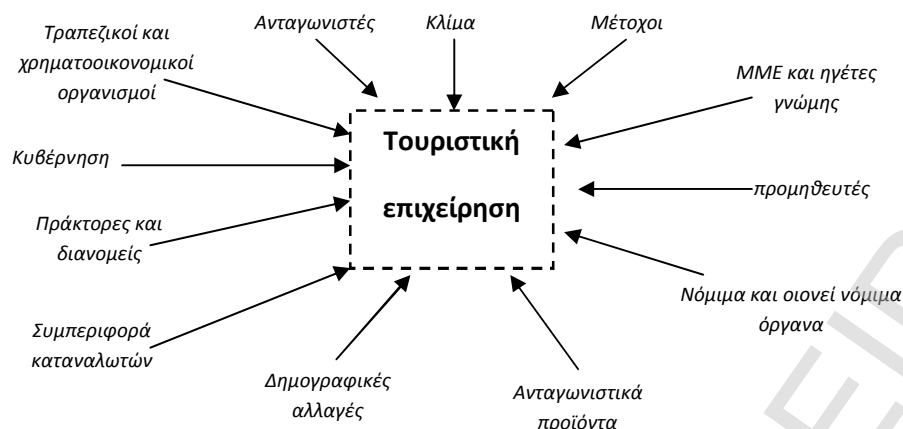 Ανταγωνιστές
Κλίμα
Μέτοχοι
Τραπεζικοί και
χρηματοοικονομικοί
οργανισμοί
ΜΜΕ και ηγέτες
γνώμης
Τουριστική
επιχείρηση
Κυβέρνηση
προμηθευτές
Πράκτορες και
διανομείς
Νόμιμα και οιονεί νόμιμα
όργανα
Συμπεριφορά
καταναλωτών
Δημογραφικές
αλλαγές
Ανταγωνιστικά
προϊόντα